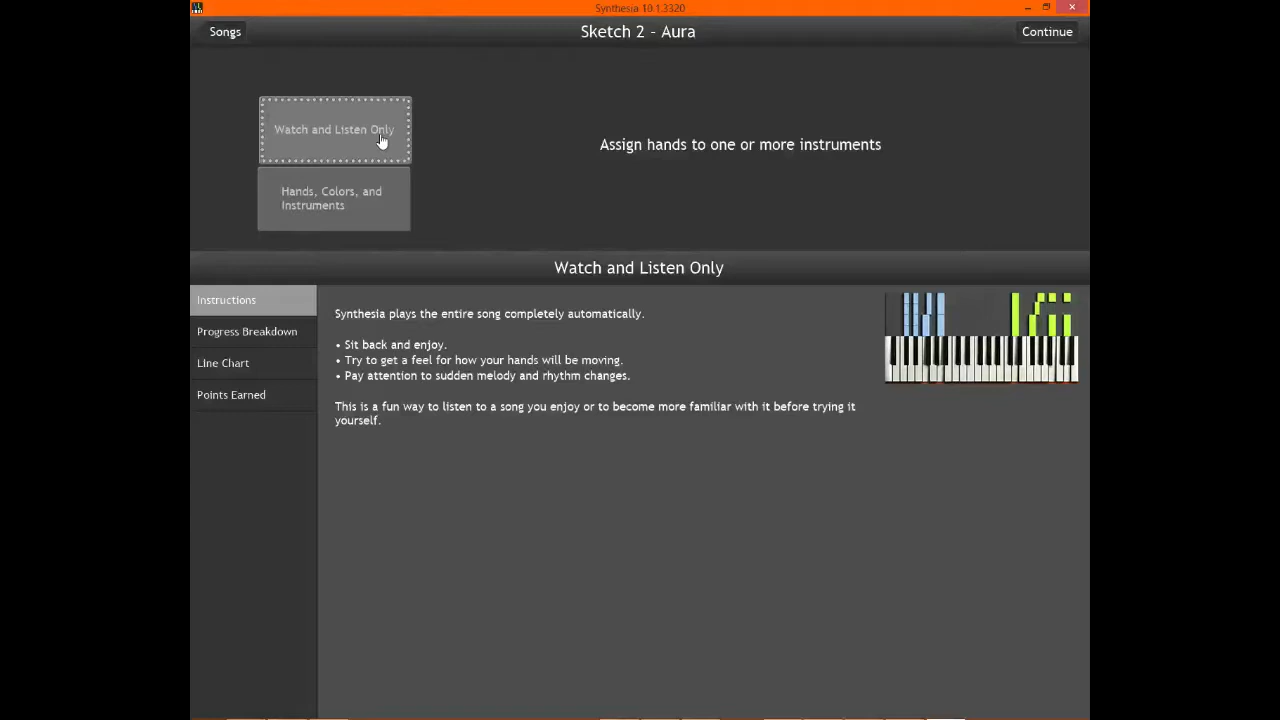 Synthesia 10.1.3320
Songs
Sketch 2 - Aura
Continue
Watch and Listen Only
Assign hands to one or more instruments
Hands, Colors, and
Instruments
Watch and Listen Only
Instructions
Progress Breakdown
Line Chart
Points Earned
Synthesia plays the entire song completely automatically.
• Sit back and enjoy.
• Try to get a feel for how your hands will be moving.
• Pay attention to sudden melody and rhythm changes.
This is a fun way to listen to a song you enjoy or to become more familiar with it before trying it
yourself.